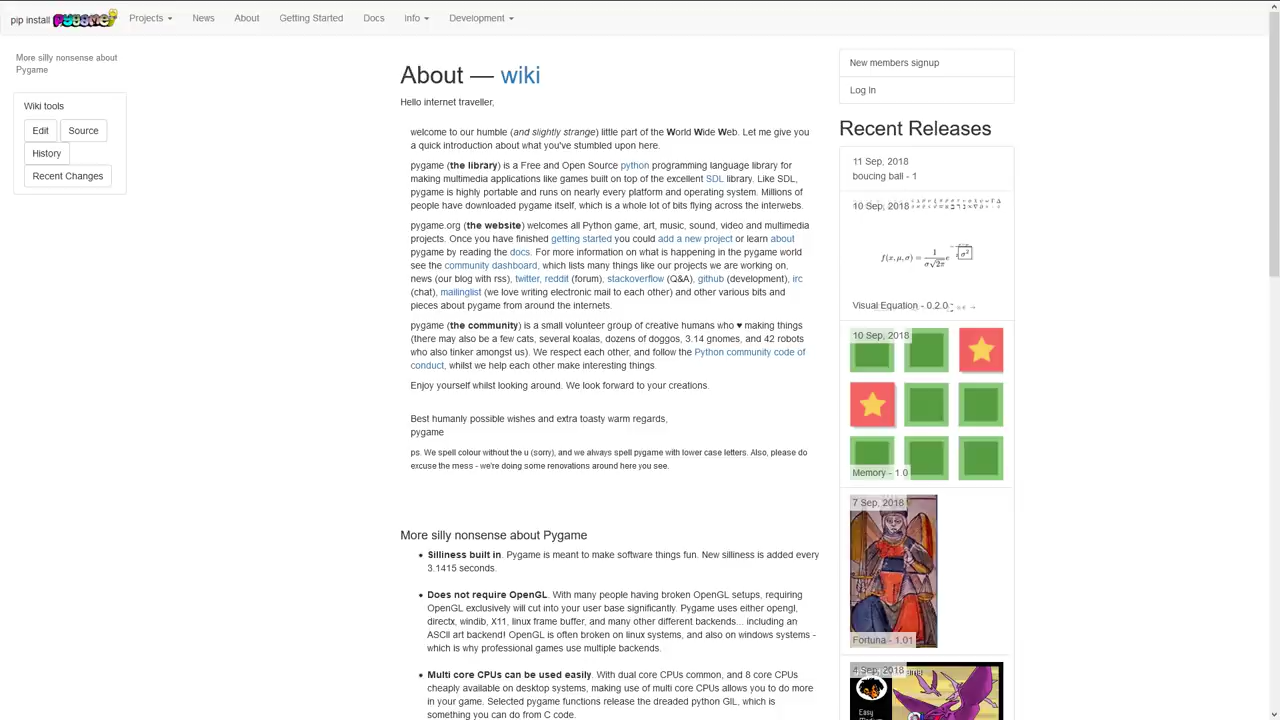 pip install pygame Projects News About Getting Started Docs Info Development
More silly nonsense about
Pygame
Wiki tools
Edit Source
History
Recent Changes
About — wiki
Hello internet traveller,
welcome to our humble (and slightly strange) little part of the World Wide Web. Let me give you
a quick introduction about what you've stumbled upon here.
pygame (the library) is a Free and Open Source python programming language library for
making multimedia applications like games built on top of the excellent SDL library. Like SDL,
pygame is highly portable and runs on nearly every platform and operating system. Millions of
people have downloaded pygame itself, which is a whole lot of bits flying across the interwebs.
pygame.org (the website) welcomes all Python game, art, music, sound, video and multimedia
projects. Once you have finished getting started you could add a new project or learn about
pygame by reading the docs. For more information on what is happening in the pygame world
see the community dashboard, which lists many things like our projects we are working on,
news (our blog with rss), twitter, reddit (forum), stackoverflow (Q&A), github (development), irc
(chat), mailinglist (we love writing electronic mail to each other) and other various bits and
pieces about pygame from around the internets.
pygame (the community) is a small volunteer group of creative humans who ♥ making things
(there may also be a few cats, several koalas, dozens of doggos, 3.14 gnomes, and 42 robots
who also tinker amongst us). We respect each other, and follow the Python community code of
conduct, whilst we help each other make interesting things
Enjoy yourself whilst looking around. We look forward to your creations.
Best humanly possible wishes and extra toasty warm regards,
pygame
ps. We spell colour without the u (sorry), and we always spell pygame with lower case letters. Also, please do
excuse the mess - we're doing some renovations around here you see.
More silly nonsense about Pygame
• Silliness built in. Pygame is meant to make software things fun. New silliness is added every
3.1415 seconds.
• Does not require OpenGL. With many people having broken OpenGL setups, requiring
OpenGL exclusively will cut into your user base significantly. Pygame uses either opengl,
directx, windib, X11, linux frame buffer, and many other different backends... including an
ASCII art backend! OpenGL is often broken on linux systems, and also on windows systems -
which is why professional games use multiple backends.
• Multi core CPUs can be used easily. With dual core CPUs common, and 8 core CPUs
cheaply available on desktop systems, making use of multi core CPUs allows you to do more
in your game. Selected pygame functions release the dreaded python GIL, which is
something you can do from C code.
New members signup
Log In
Recent Releases
11 Sep, 2018
boucing ball - 1
10 Sep, 2018
Visual Equation - 0.2.0
10 Sep, 2018
Memory - 1.0
7 Sep, 2018
Fortuna - 1.01
4 Sep, 2018
Easy